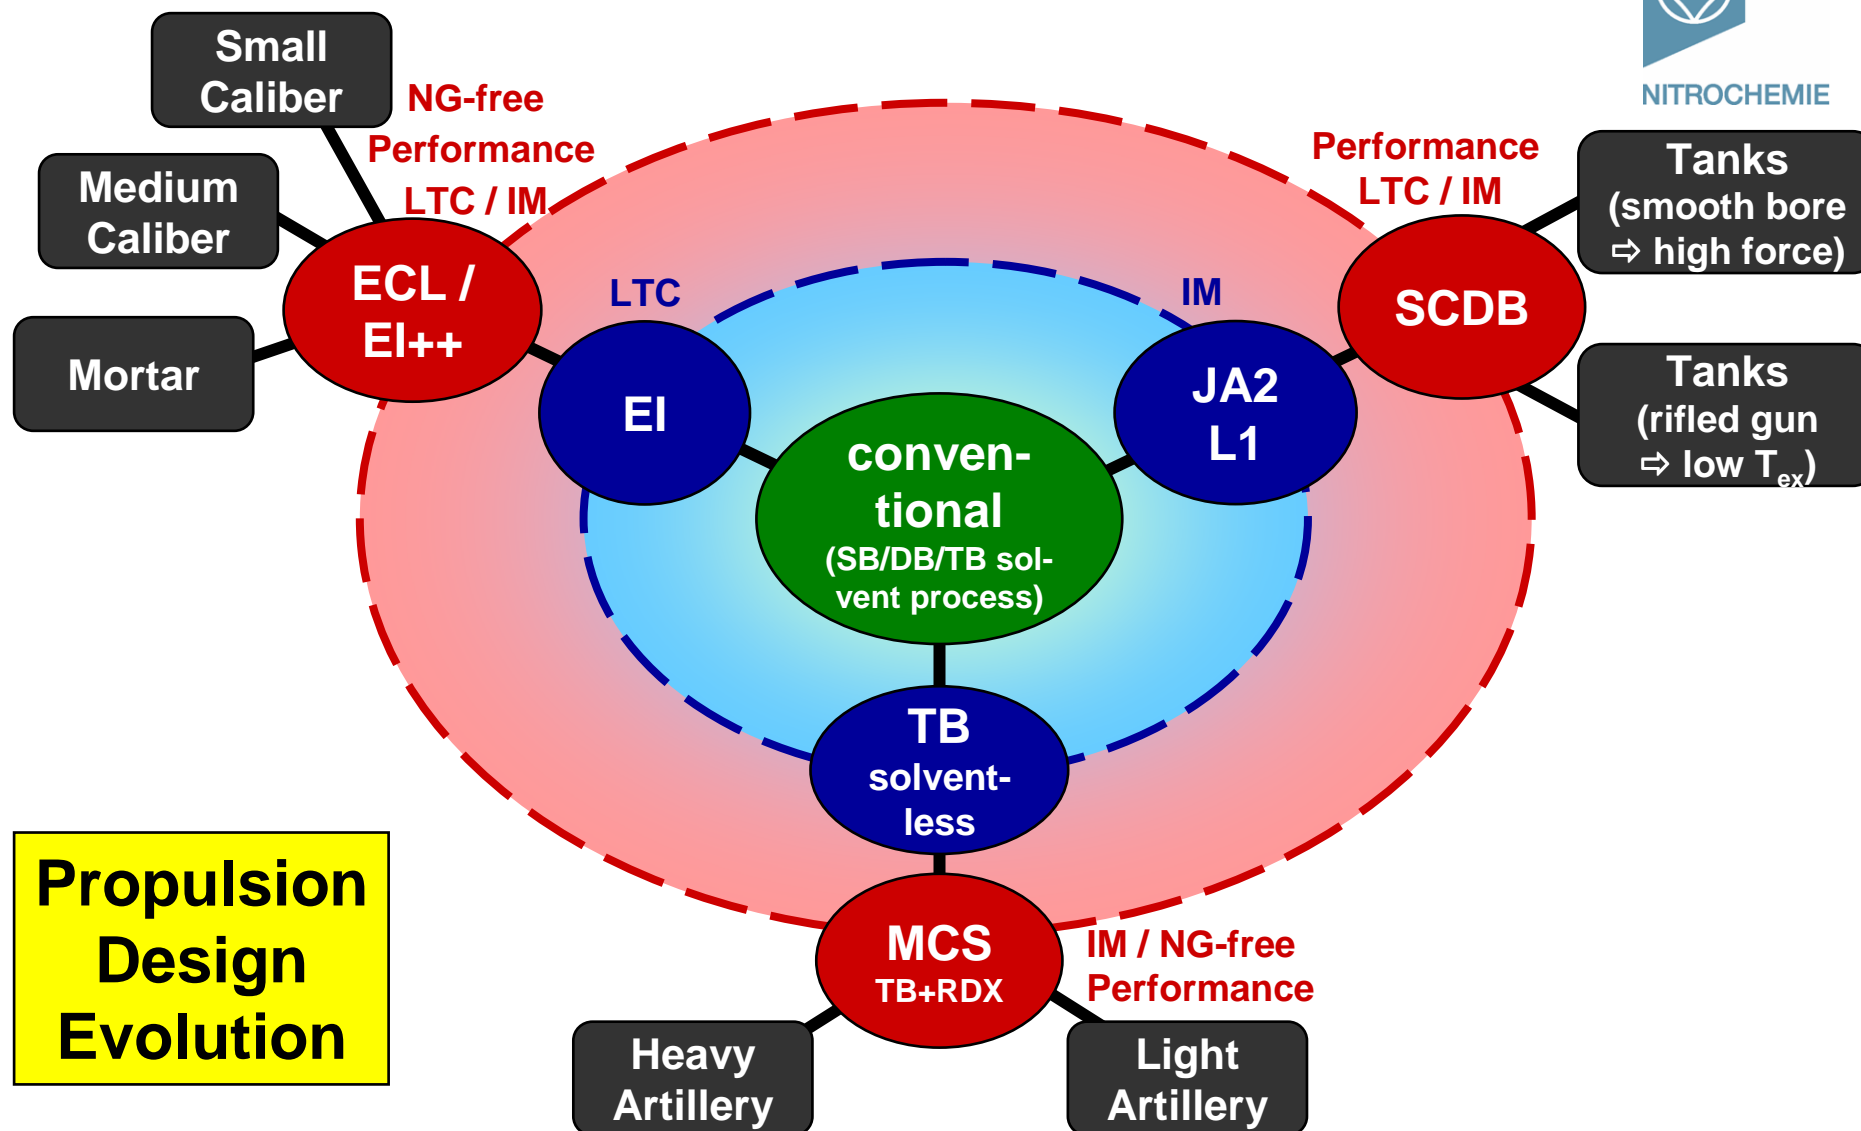 Small
Caliber
NG-free
Performance
LTC / IM
Medium
Caliber
Mortar
ECL /
EI++
LTC
EI
NITROCHEMIE
Performance
LTC / IM
Tanks
(smooth bore
⇨ high force)
SCDB
IM
JA2
L1
Tanks
(rifled gun
⇨ low Tex)
conven-
tional
(SB/DB/TB sol-
vent process)
TB
solvent-
less
MCS
TB+RDX
IM / NG-free
Performance
Heavy
Artillery
Light
Artillery
Propulsion
Design
Evolution